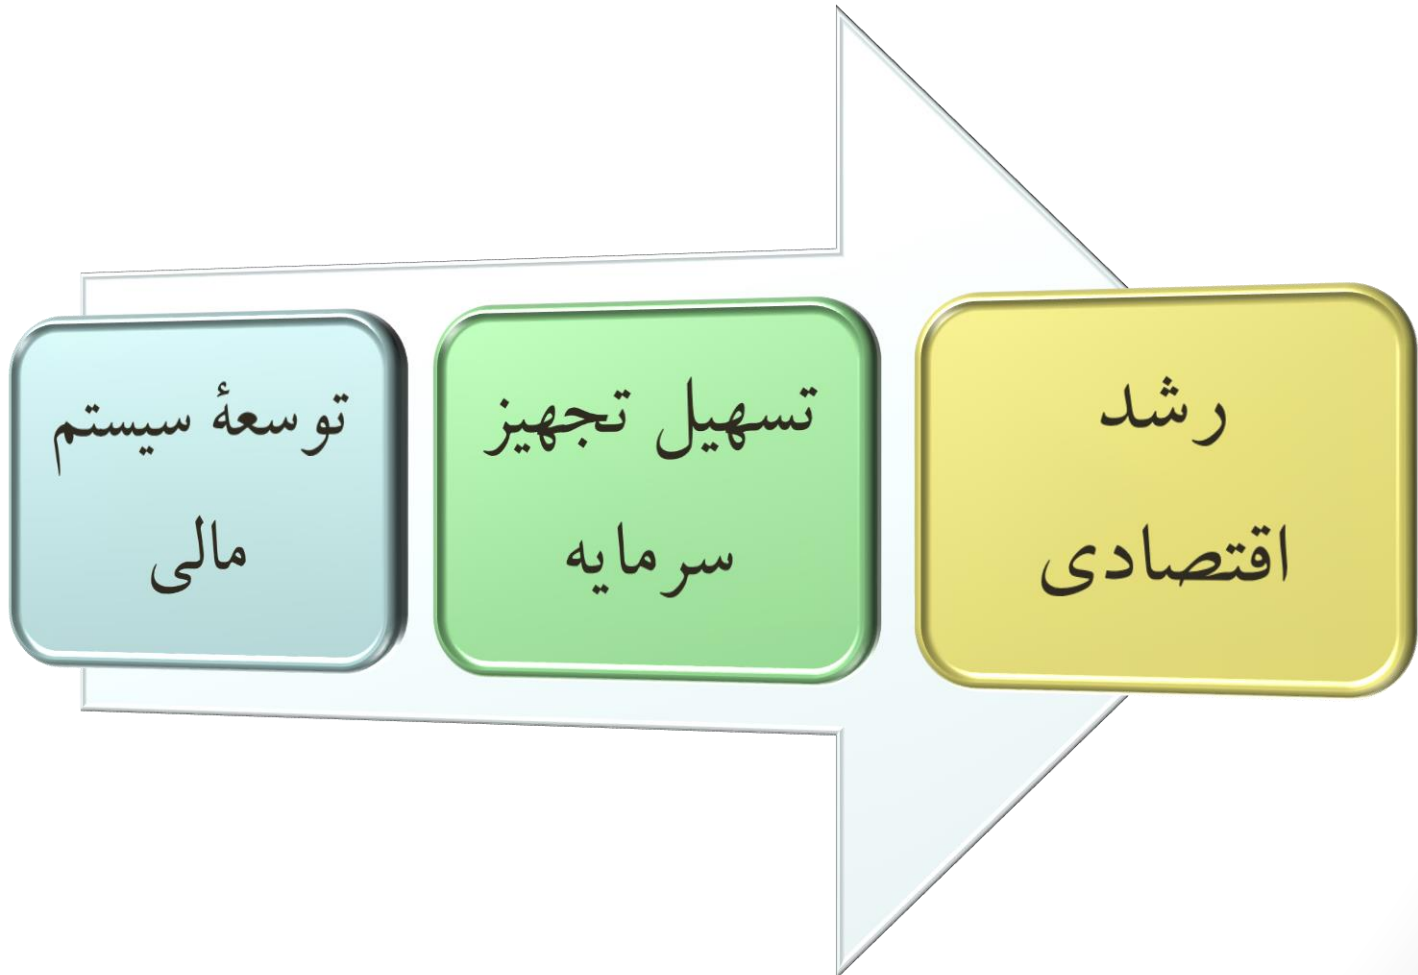 توسعهٔ سیستم
مالی
تسهیل تجهیز
سرمایه
رشد
اقتصادی